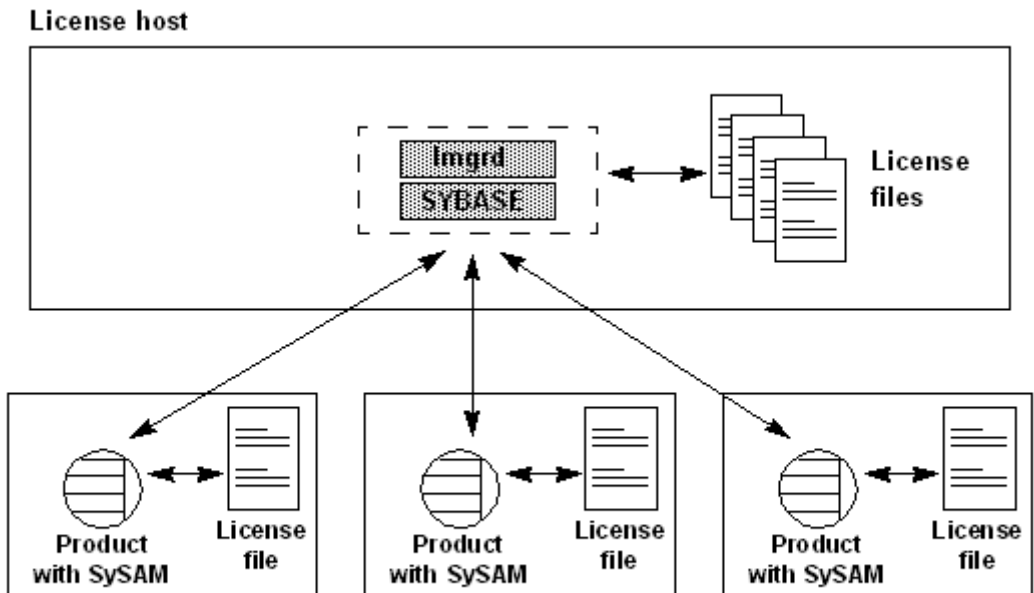 License host
lmgrd
SYBASE
License
files
Product
with SySAM
License
file
Product
with SySAM
License
file
Product
with SySAM
License
file